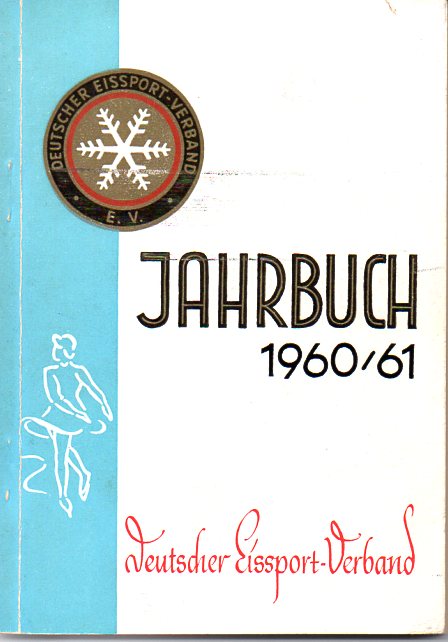 DEUTSCHER EISSPORT-VERBAND
· E. V. ·
JAHRBUCH
1960/61
Deutscher Eissport-Verband